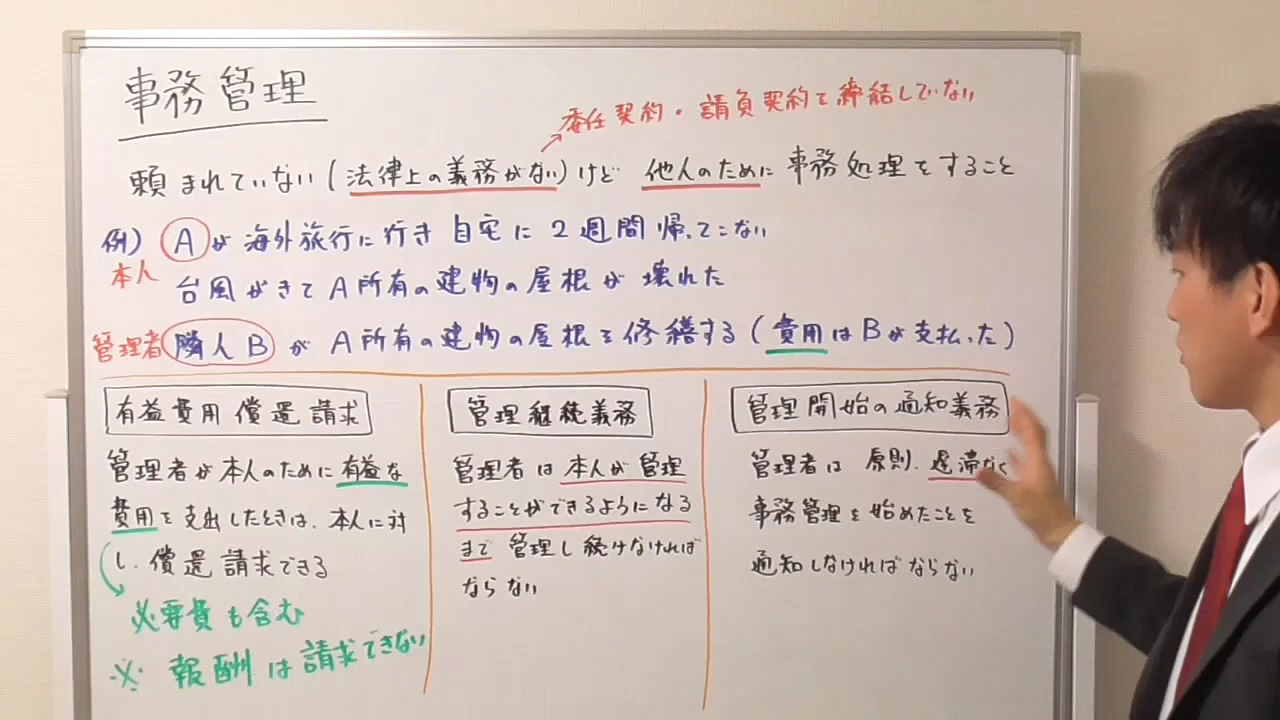 事務管理
委任契約・請負契約を締結していない
頼まれていない(法律上の義務がない)けど 他人のために事務処理をすること
例) Aが海外旅行に行き 自宅に2週間帰ってこない
本人
台風がきてA所有の建物の屋根が壊れた
管理者 隣人Bが A所有の建物の屋根を修繕する(費用はBが支払った)
有益費用償還請求
管理者が本人のために有益な
費用を支出したときは、本人に対
し、償還請求できる
必要費も含む
※ 報酬は請求できない
管理継続義務
管理者は本人が管理
することができるようになる
まで管理し続けなければ
ならない
管理開始の通知義務
管理者は 原則、遅滞なく
事務管理を始めたことを
通知しなければならない